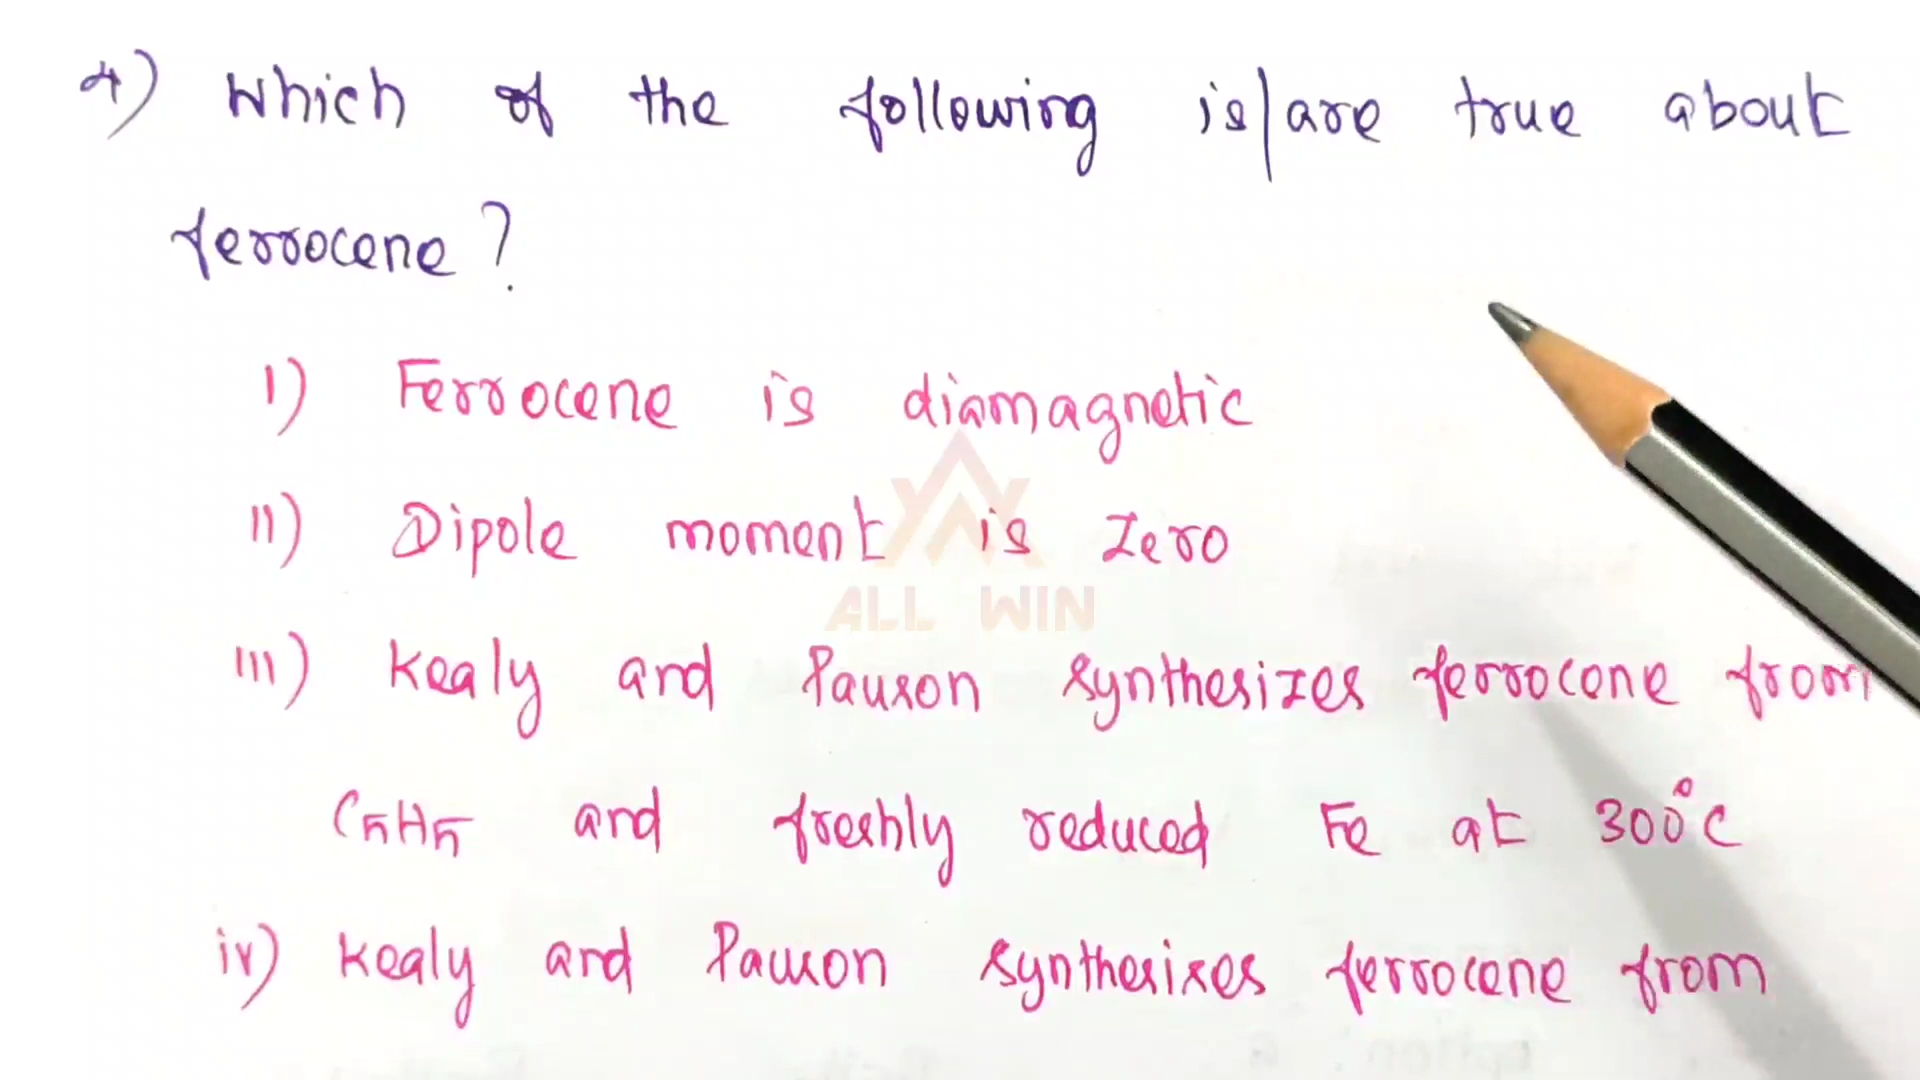 4) Which of the following is/are true about
ferrocene?
i) Ferrocene is diamagnetic
ii) Dipole moment is zero
ALL WIN
iii) Kealy and Pauson synthesizes ferrocene from
C5H5 and freshly reduced Fe at 300°C
iv) Kealy and Pauson synthesizes ferrocene from